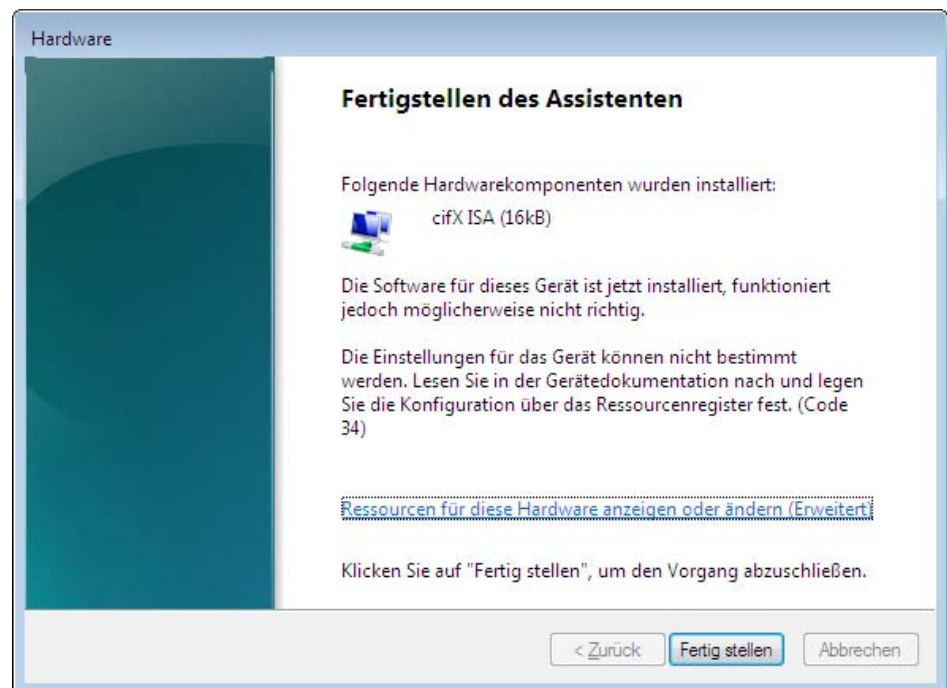 Hardware
Fertigstellen des Assistenten
Folgende Hardwarekomponenten wurden installiert:
cifX ISA (16kB)
Die Software für dieses Gerät ist jetzt installiert, funktioniert
jedoch möglicherweise nicht richtig.
Die Einstellungen für das Gerät können nicht bestimmt
werden. Lesen Sie in der Gerätedokumentation nach und legen
Sie die Konfiguration über das Ressourcenregister fest. (Code
34)
Ressourcen für diese Hardware anzeigen oder ändern (Erweitert)
Klicken Sie auf "Fertig stellen", um den Vorgang abzuschließen.
< Zurück Fertig stellen Abbrechen